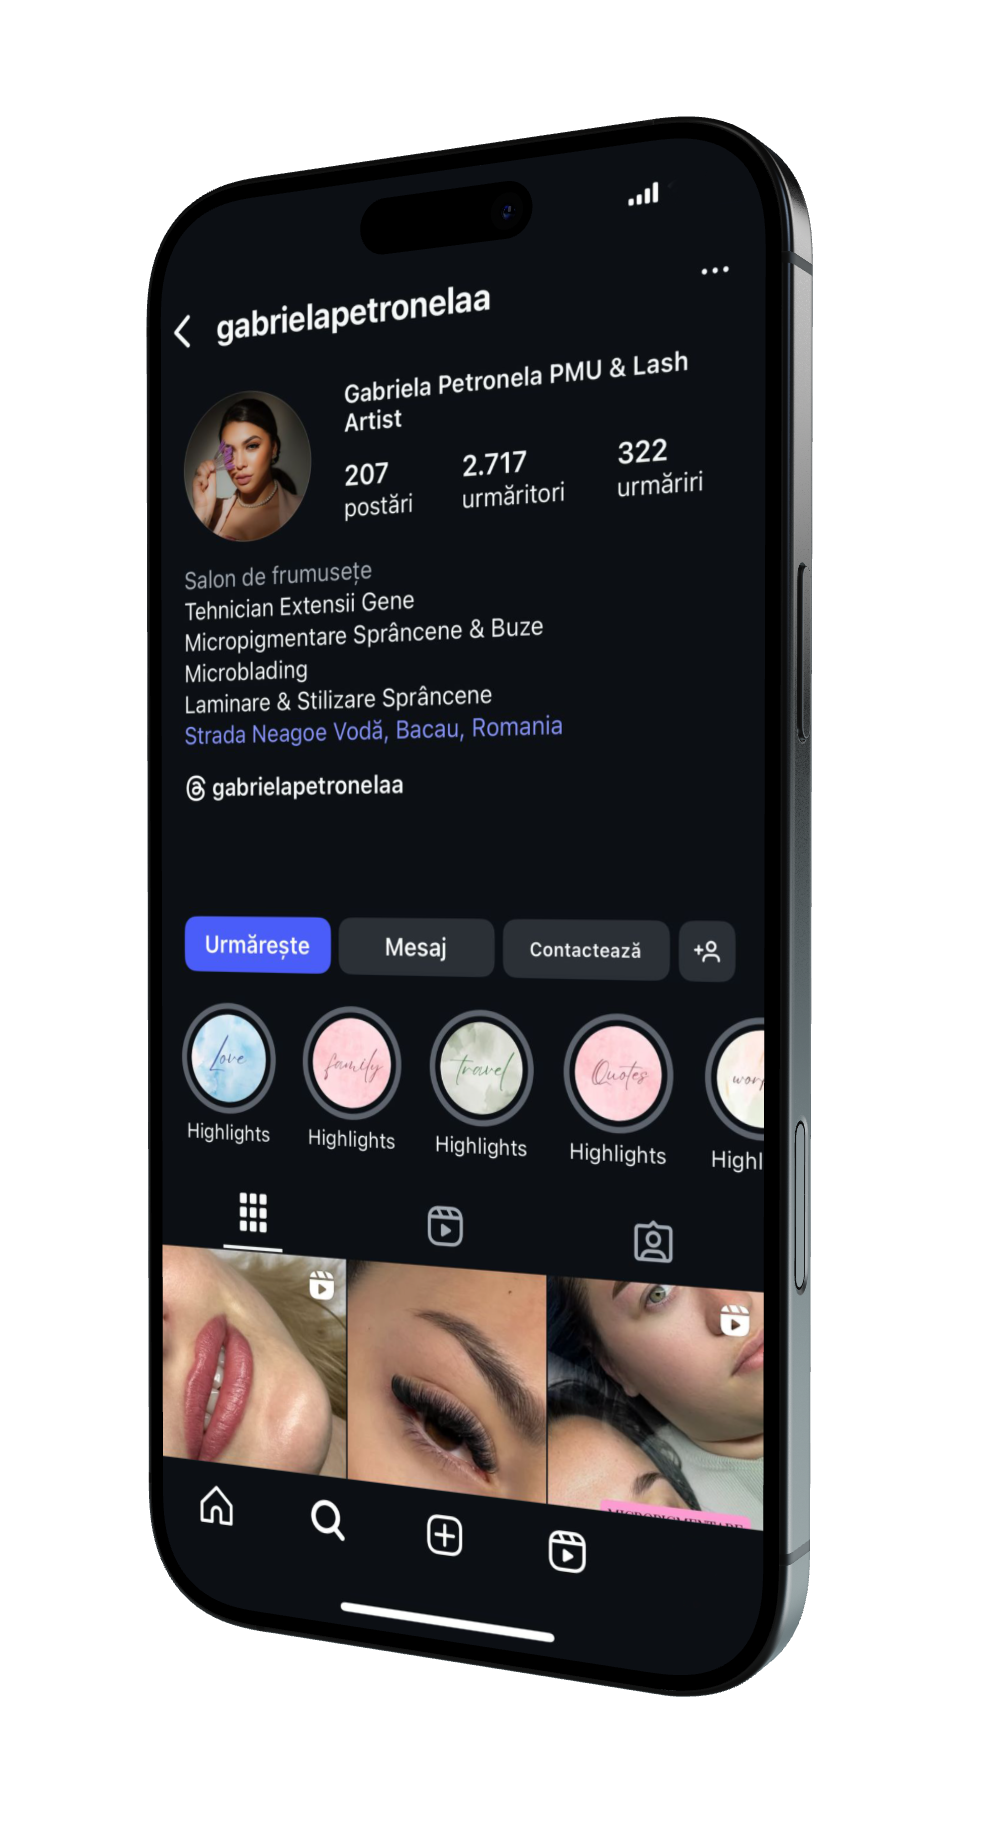 gabrielapetronelaa
Gabriela Petronela PMU & Lash
Artist
207
postări
2.717
urmăritori
322
urmăriri
Salon de frumusețe
Tehnician Extensii Gene
Micropigmentare Sprâncene & Buze
Microblading
Laminare & Stilizare Sprâncene
Strada Neagoe Vodă, Bacau, Romania
gabrielapetronelaa
Urmărește
Mesaj
Contactează
Love
family
travel
Quotes
Highlights
Highlights
Highlights
Highlights
Highl
MICROPIGMENTARE